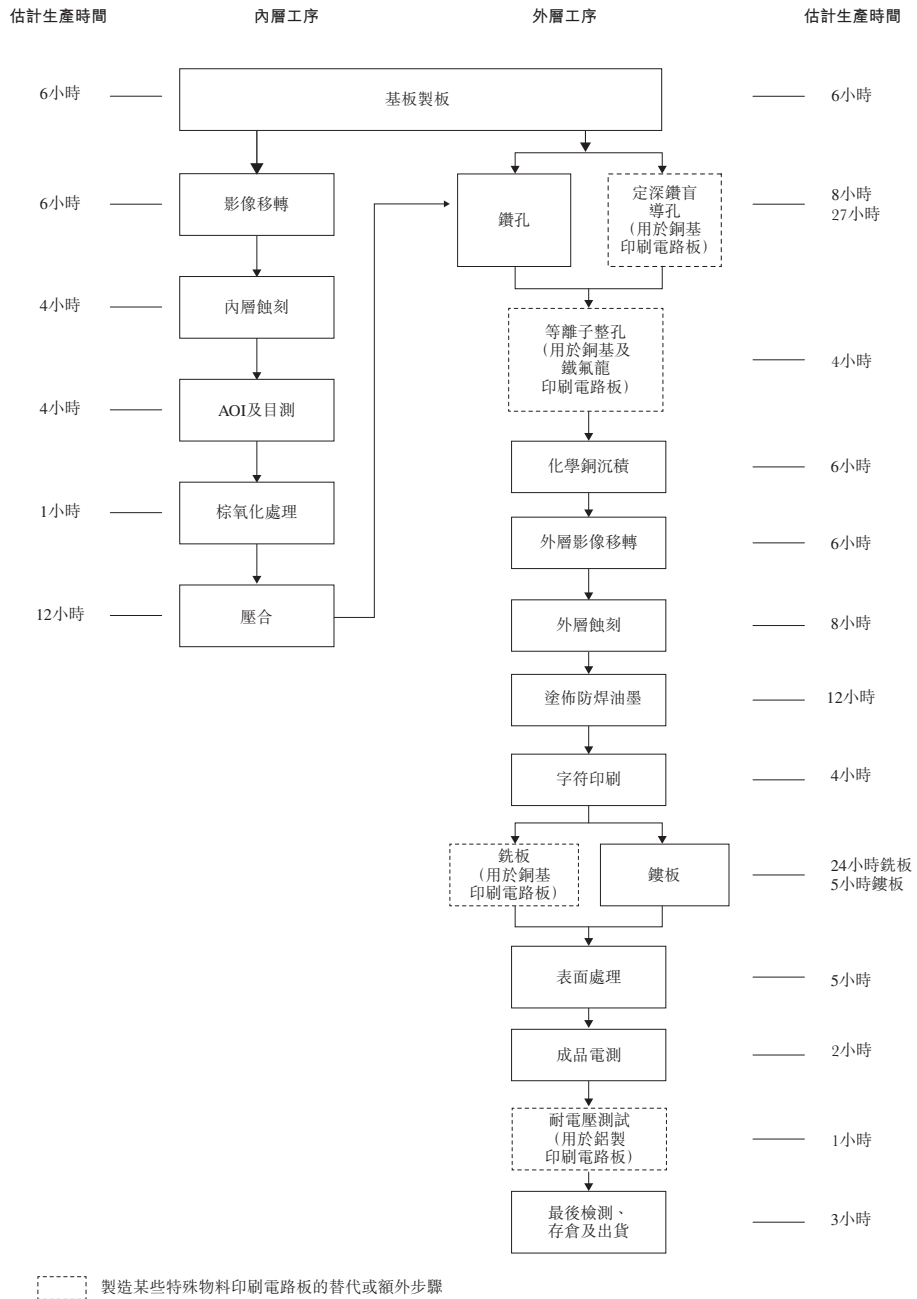 估計生產時間
內層工序
外層工序
估計生產時間
6小時
基板製板
6小時
6小時
影像移轉
鑽孔
定深鑽盲
導孔
(用於銅基
印刷電路板)
8小時
27小時
4小時
內層蝕刻
等離子整孔
(用於銅基及
鐵氟龍
印刷電路板)
4小時
4小時
AOI及目測
化學銅沉積
6小時
1小時
棕氧化處理
外層影像移轉
6小時
12小時
壓合
外層蝕刻
8小時
塗佈防焊油墨
12小時
字符印刷
4小時
銑板
(用於銅基
印刷電路板)
鏤板
24小時銑板
5小時鏤板
表面處理
5小時
成品電測
2小時
耐電壓測試
(用於鋁製
印刷電路板)
1小時
最後檢測、
存倉及出貨
3小時
製造某些特殊物料印刷電路板的替代或額外步驟